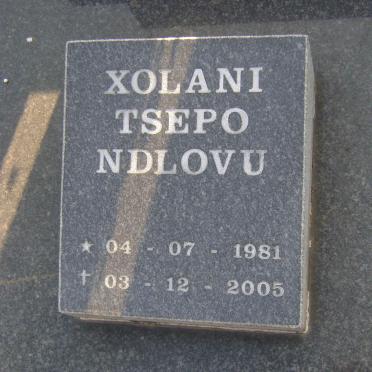 XOLANI
TSEPO
NDLOVU
★ 04 - 07 - 1981
† 03 - 12 - 2005